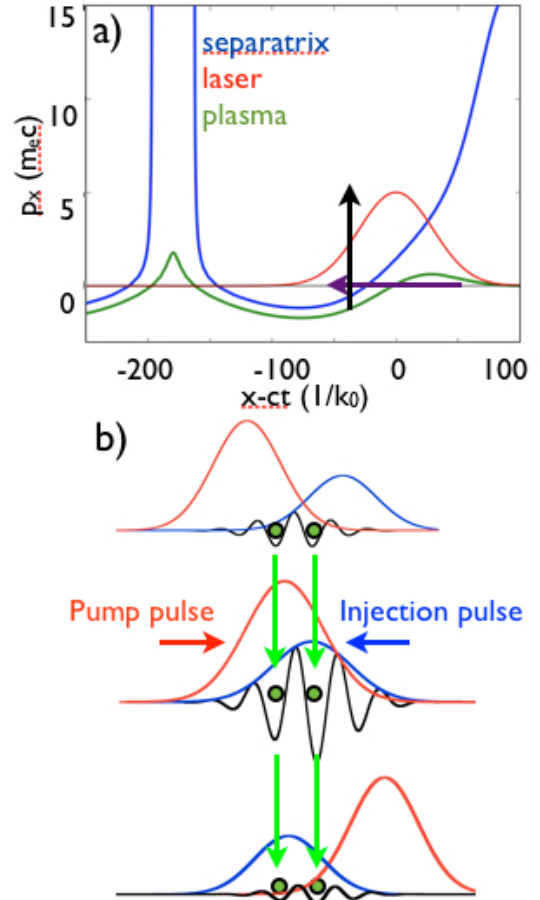 15
a)
separatrix
laser
plasma
10
px (mec)
5
0
-200
-100
0
100
x-ct (1/k0)
b)
Pump pulse
Injection pulse